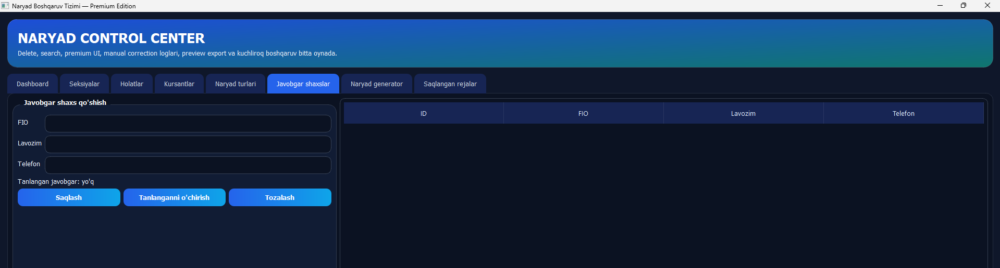 Naryad Boshqaruv Tizimi — Premium Edition
NARYAD CONTROL CENTER
Delete, search, premium UI, manual correction loglari, preview export va kuchliroq boshqaruv bitta oynada.
Dashboard Seksiyalar Holatlar Kursantlar Naryad turlari Javobgar shaxslar Naryad generator Saqlangan rejalar
Javobgar shaxs qo'shish
FIO
Lavozim
Telefon
Tanlangan javobgar: yo'q
Saqlash Tanlanganni o'chirish Tozalash
ID FIO Lavozim Telefon